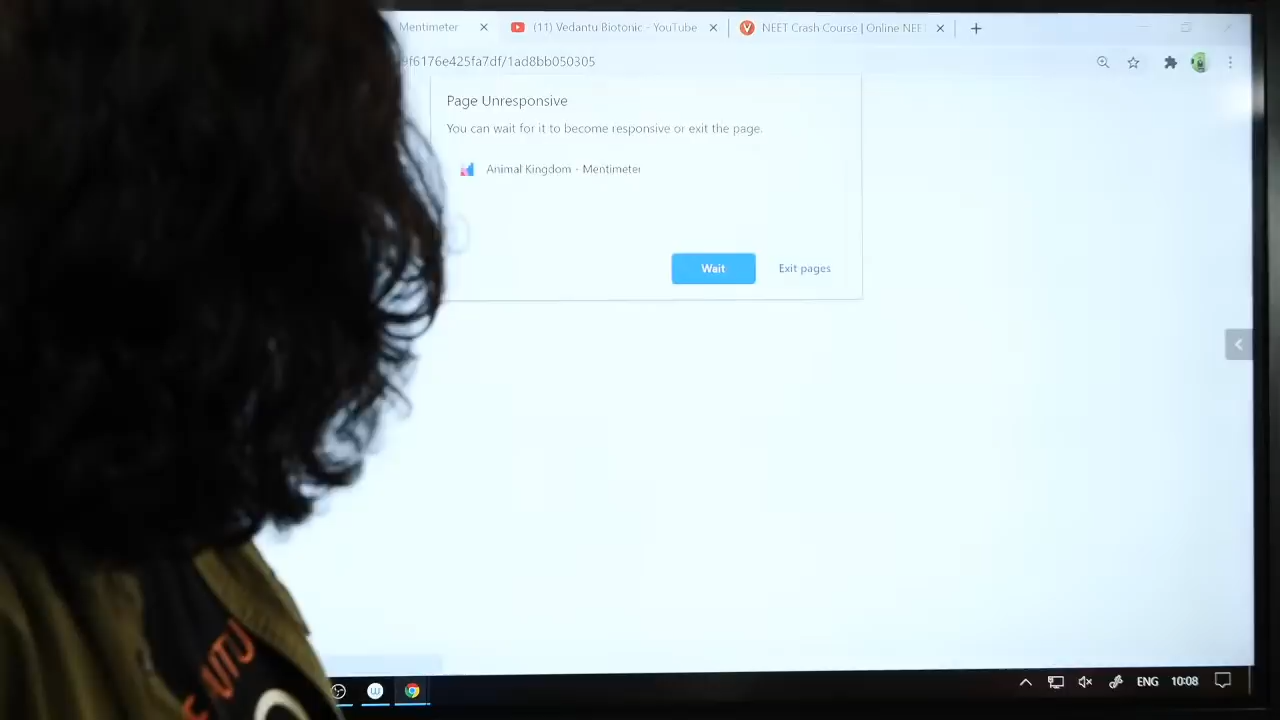 Mentimeter
(11) Vedantu Biotonic - YouTube
NEET Crash Course | Online NEE
9f6176e425fa7df/1ad8bb050305
Page Unresponsive
You can wait for it to become responsive or exit the page.
Animal Kingdom - Mentimeter
Wait
Exit pages
ENG
10:08